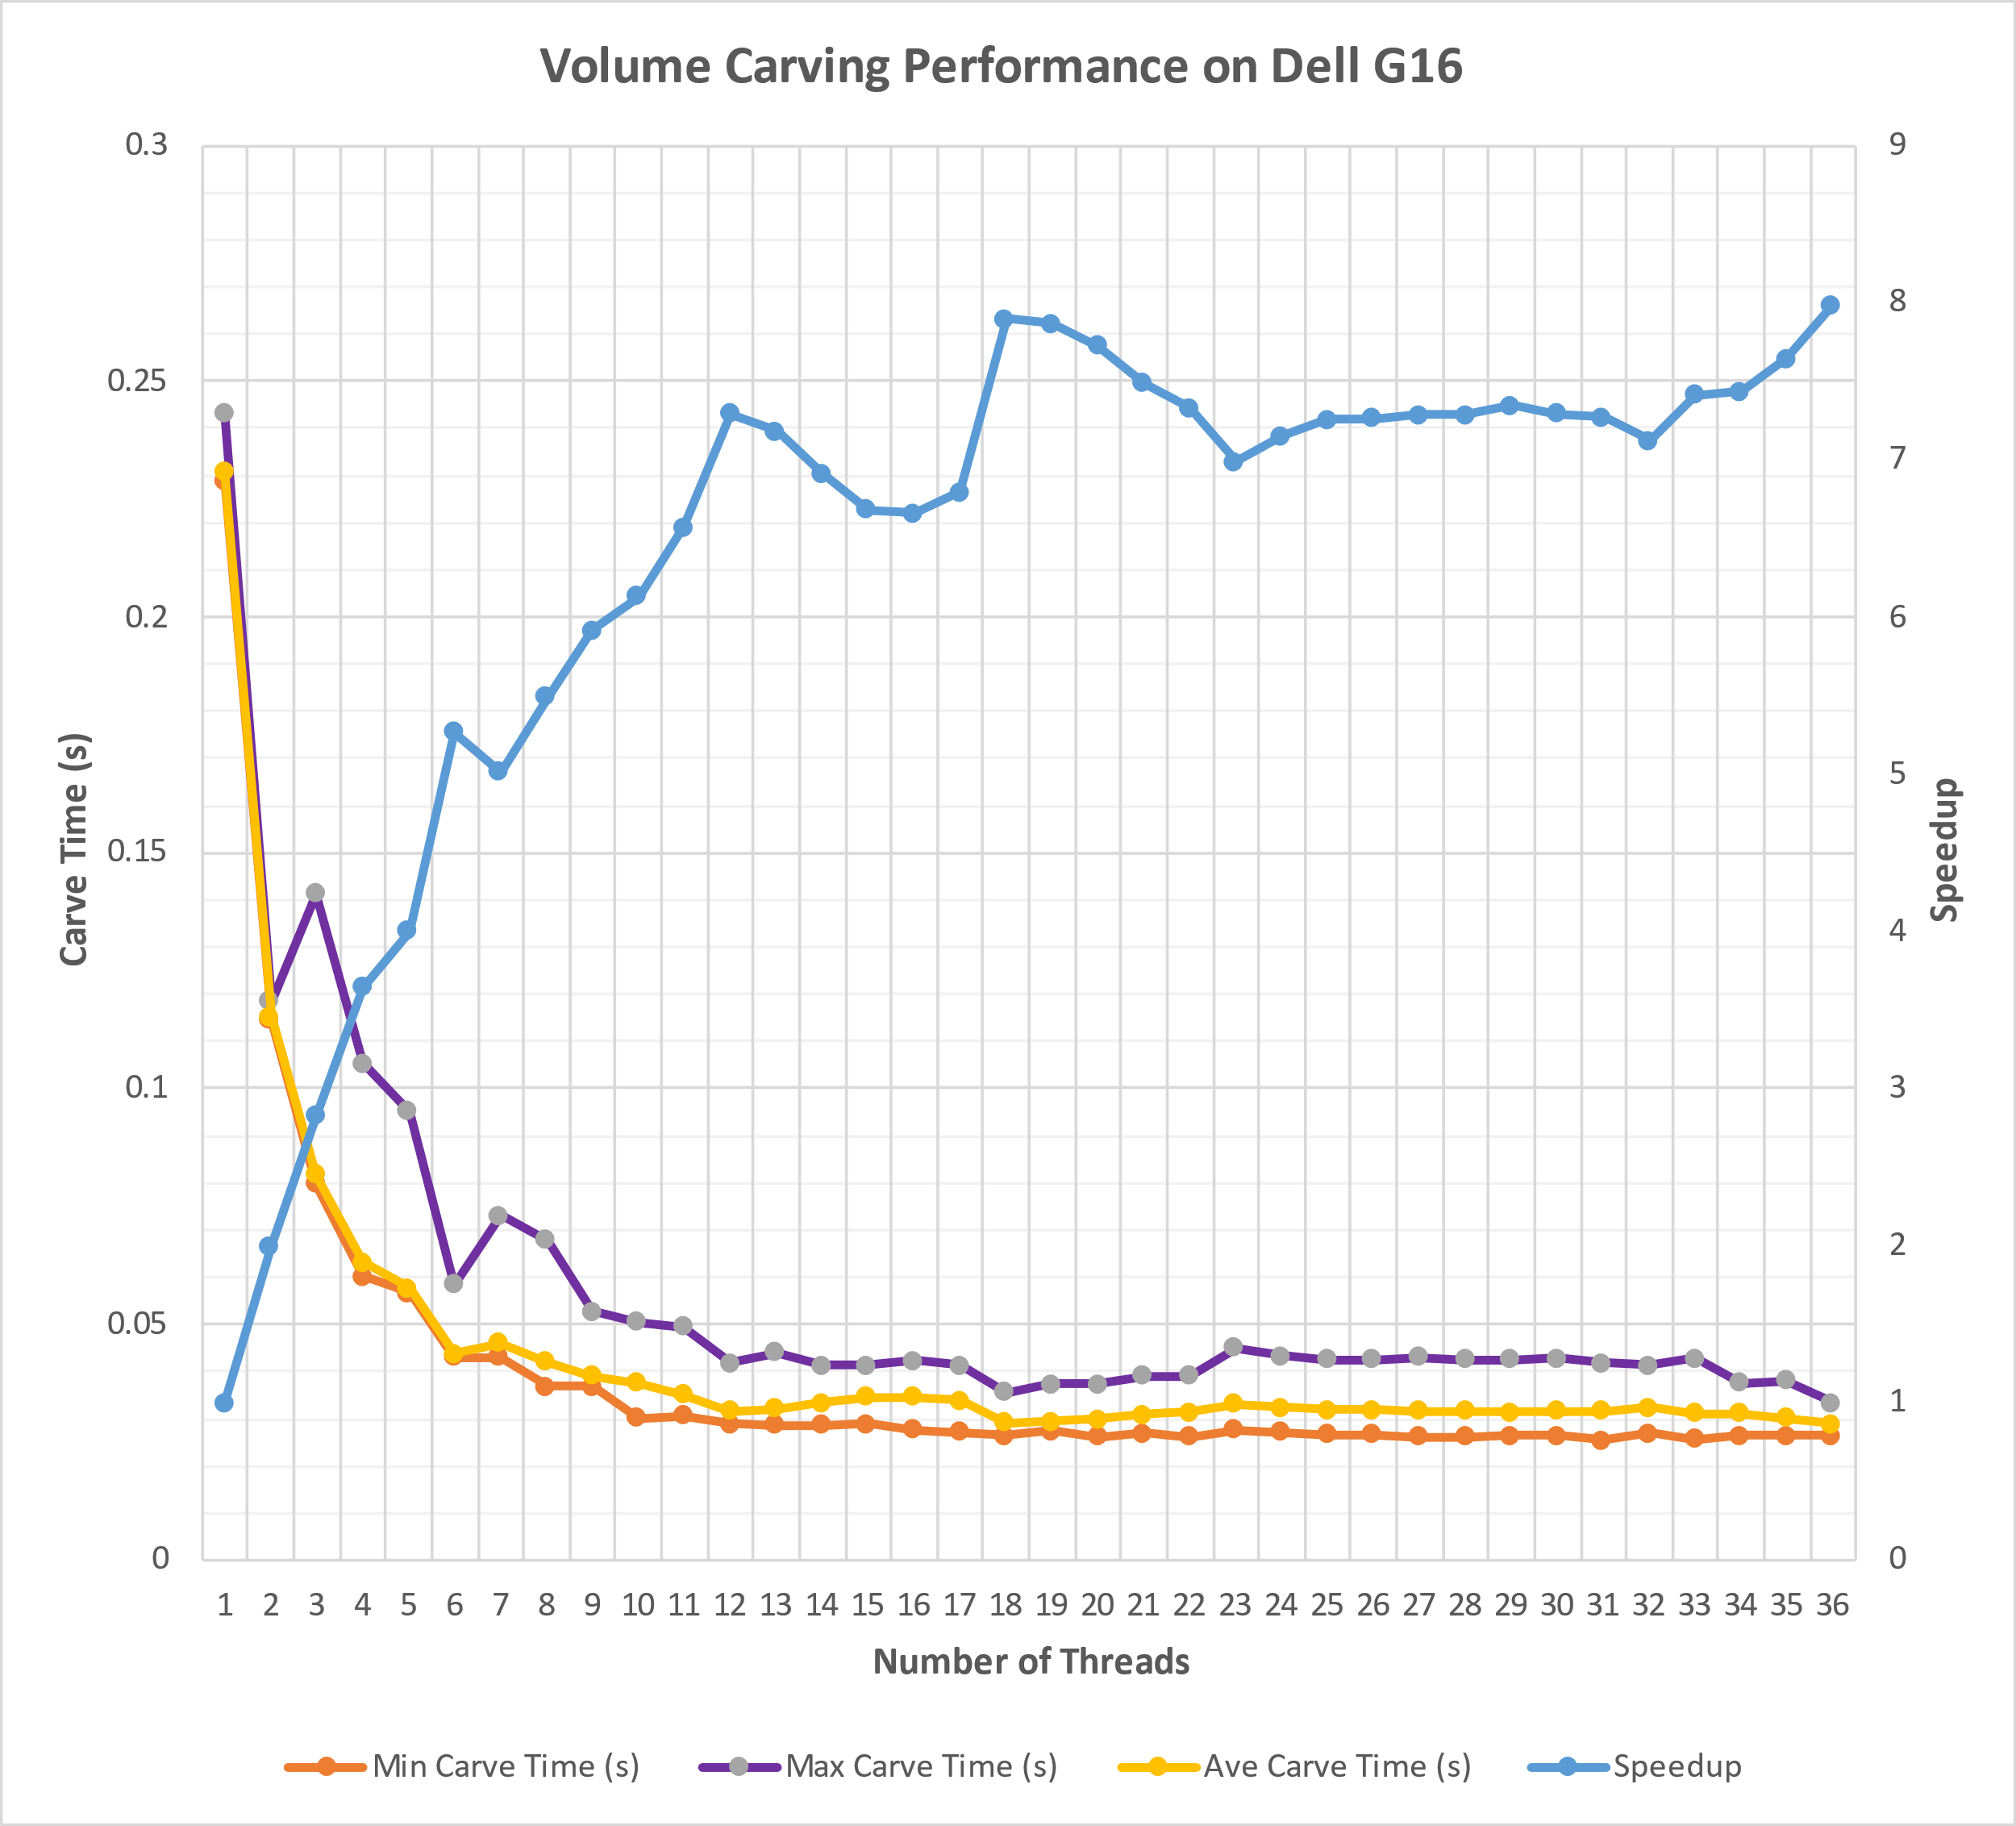 Volume Carving Performance on Dell G16
0.3
0.25
0.2
0.15
0.1
0.05
0
Carve Time (s)
9
8
7
6
5
4
3
2
1
0
Speedup
1 2 3 4 5 6 7 8 9 10 11 12 13 14 15 16 17 18 19 20 21 22 23 24 25 26 27 28 29 30 31 32 33 34 35 36
Number of Threads
Min Carve Time (s) Max Carve Time (s) Ave Carve Time (s) Speedup